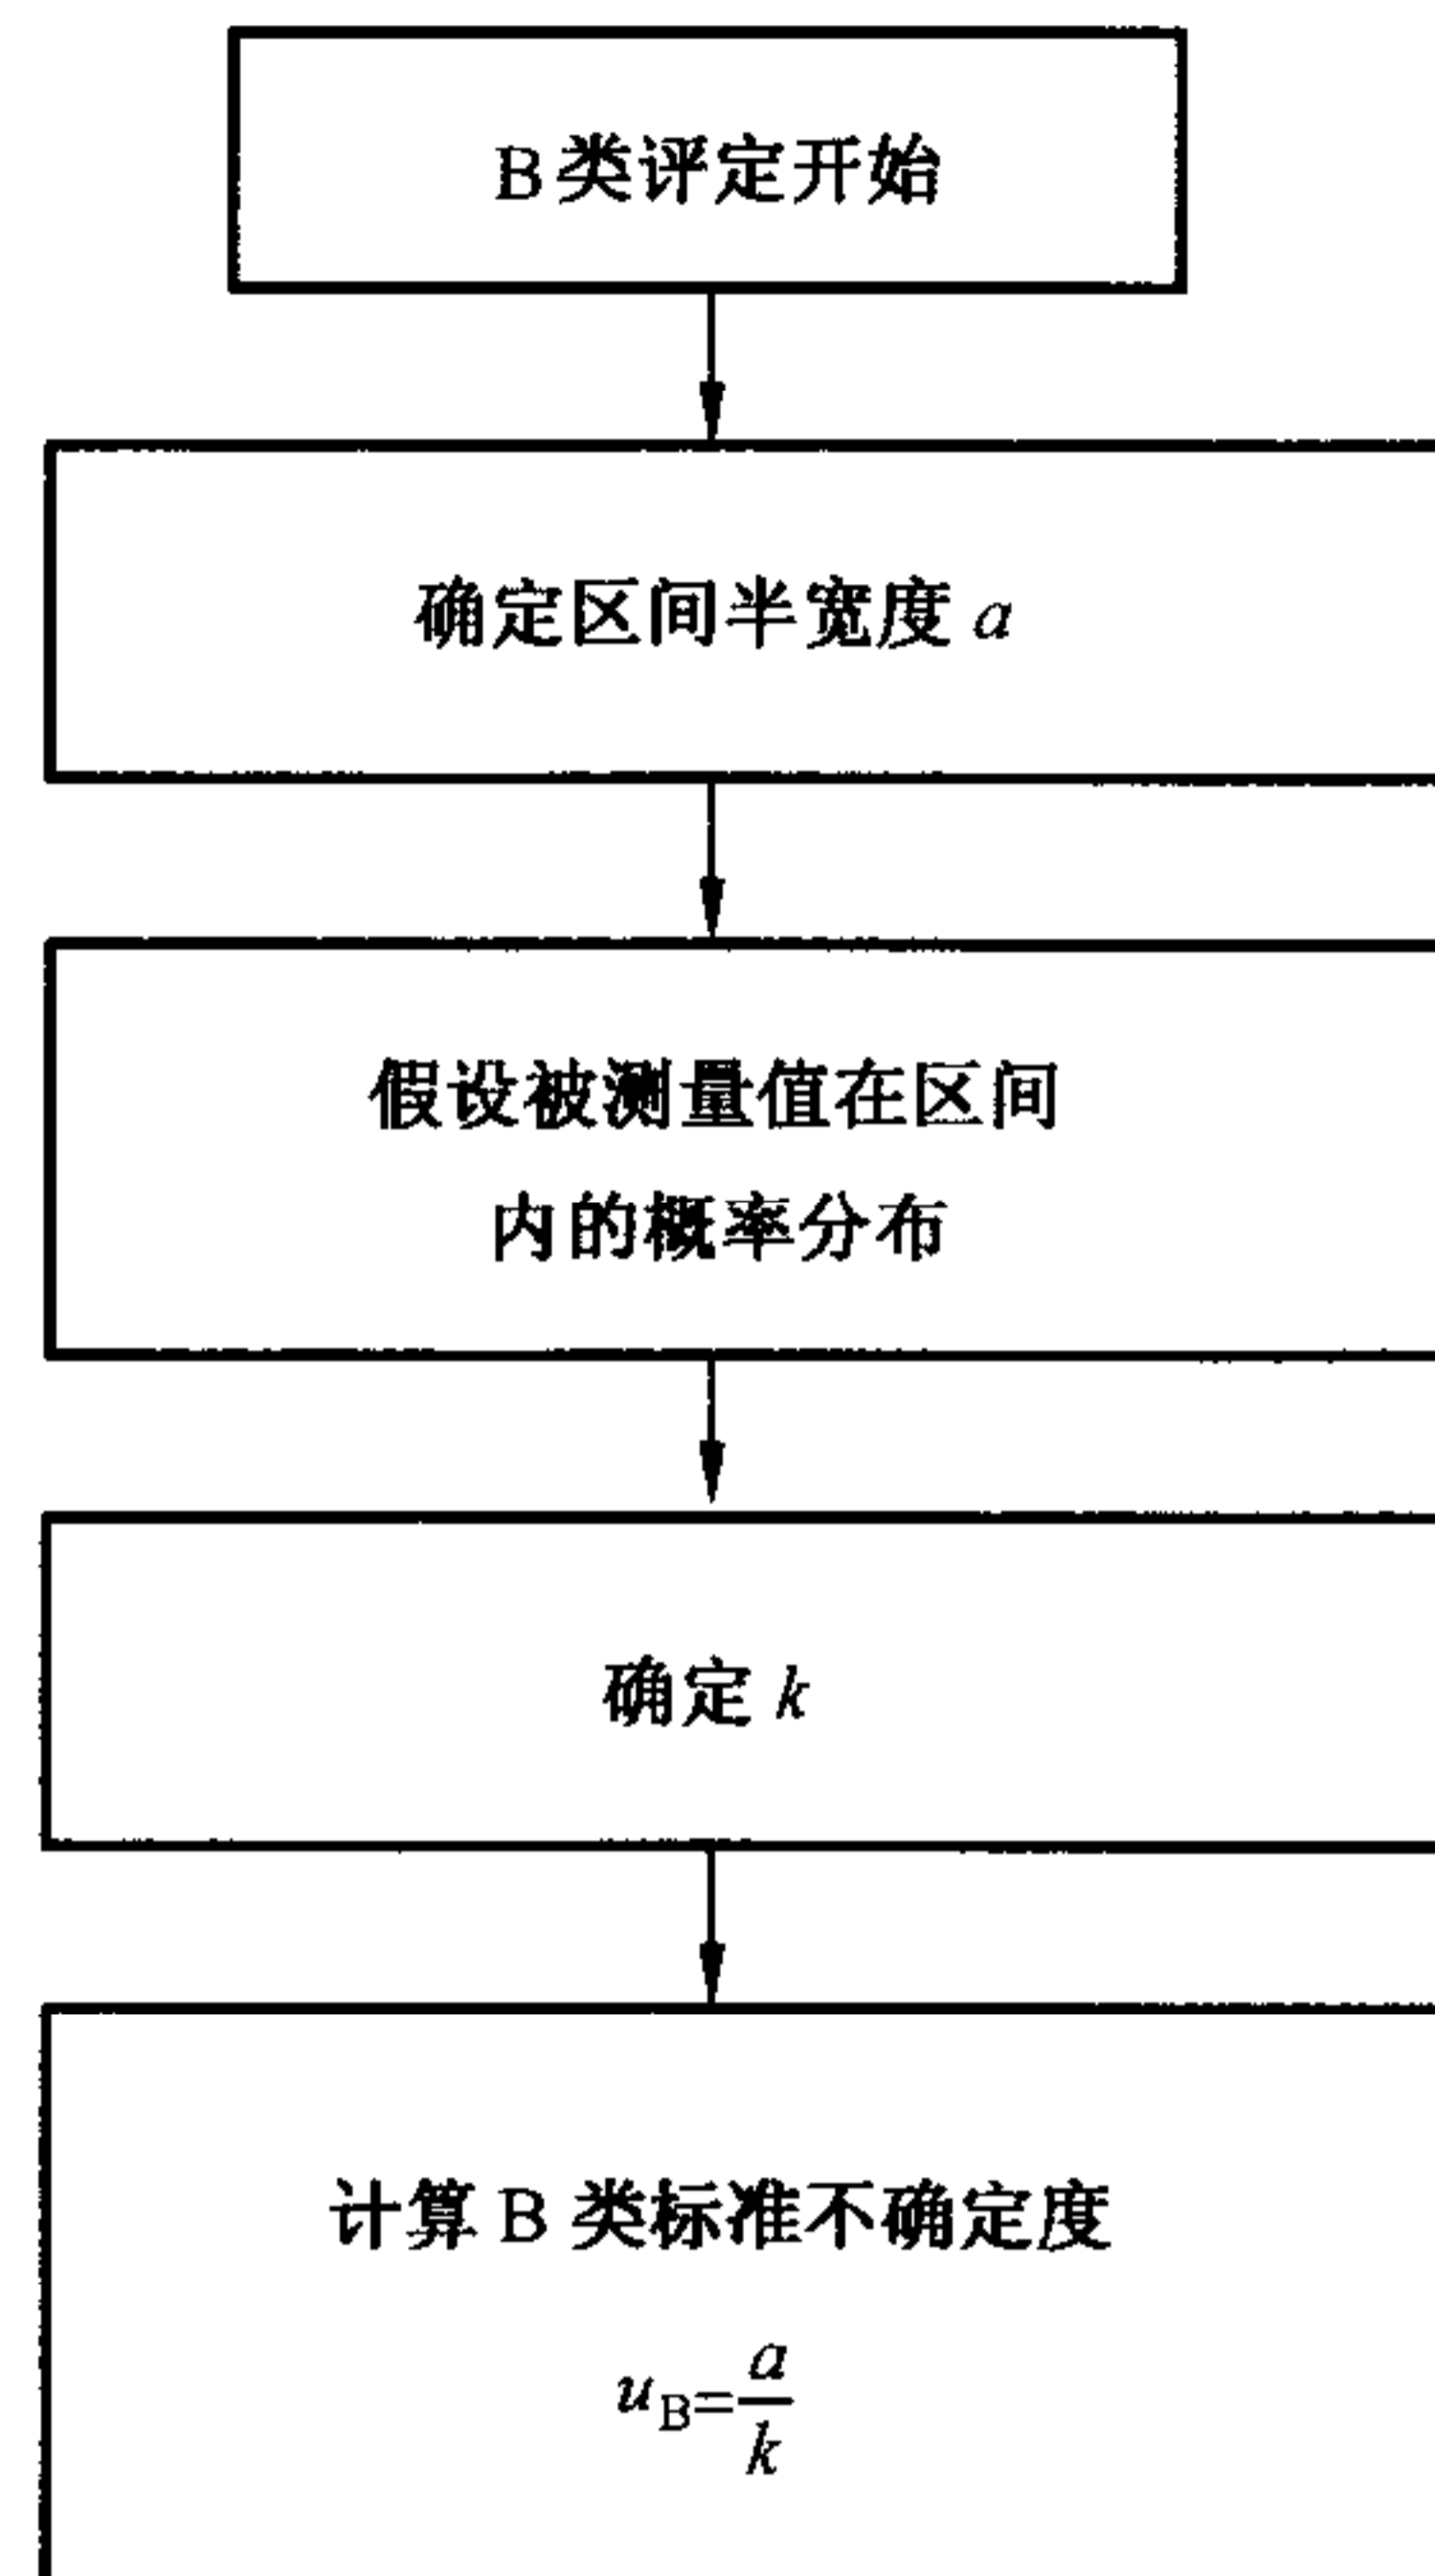 B类评定开始
确定区间半宽度 a
假设被测量值在区间
内的概率分布
确定 k
计算 B 类标准不确定度
u_B=a/k